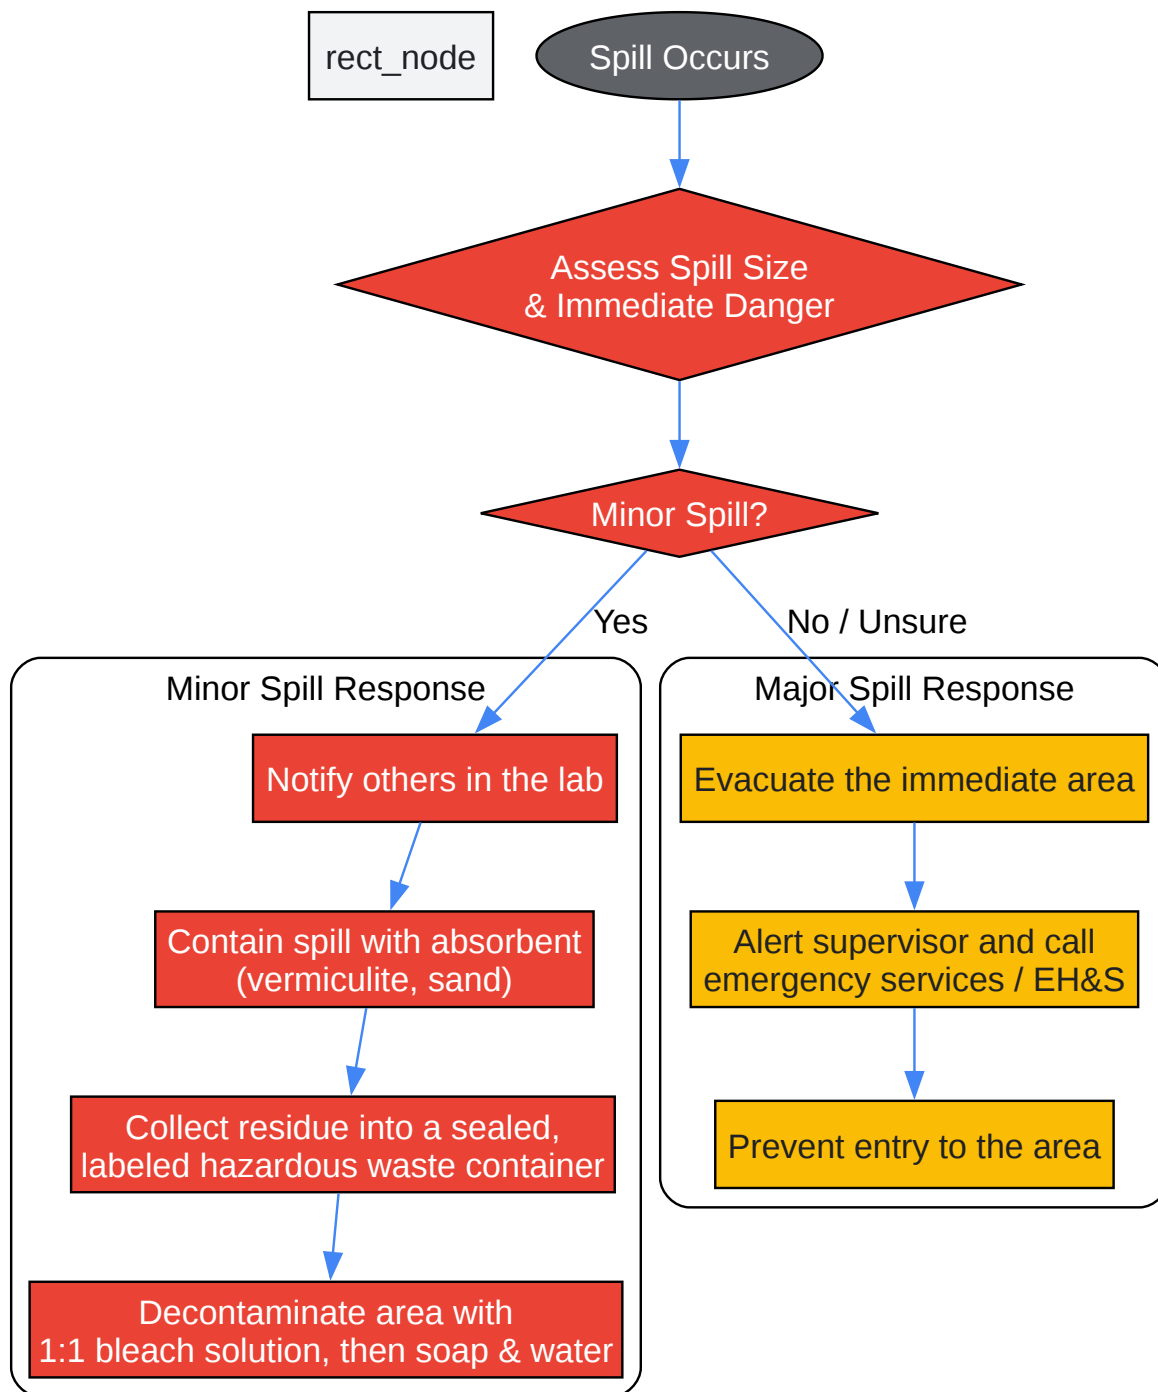 rect_node
Spill Occurs
Assess Spill Size
& Immediate Danger
Minor Spill?
Yes
No / Unsure
Minor Spill Response
Notify others in the lab
Contain spill with absorbent
(vermiculite, sand)
Collect residue into a sealed,
labeled hazardous waste container
Decontaminate area with
1:1 bleach solution, then soap & water
Major Spill Response
Evacuate the immediate area
Alert supervisor and call
emergency services / EH&S
Prevent entry to the area